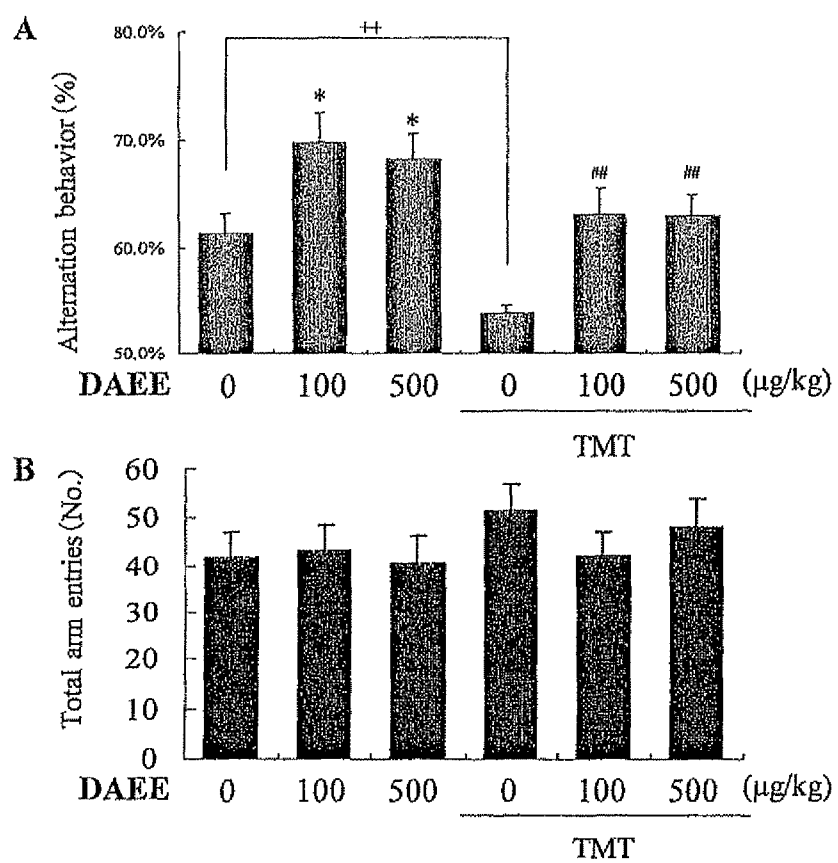 A
Alternation behavior (%)
80.0%
70.0%
60.0%
50.0%
++
*
*
##
##
DAEE 0 100 500 0 100 500 (μg/kg)
TMT
B
Total arm entries (No.)
60
50
40
30
20
10
0
DAEE 0 100 500 0 100 500 (μg/kg)
TMT